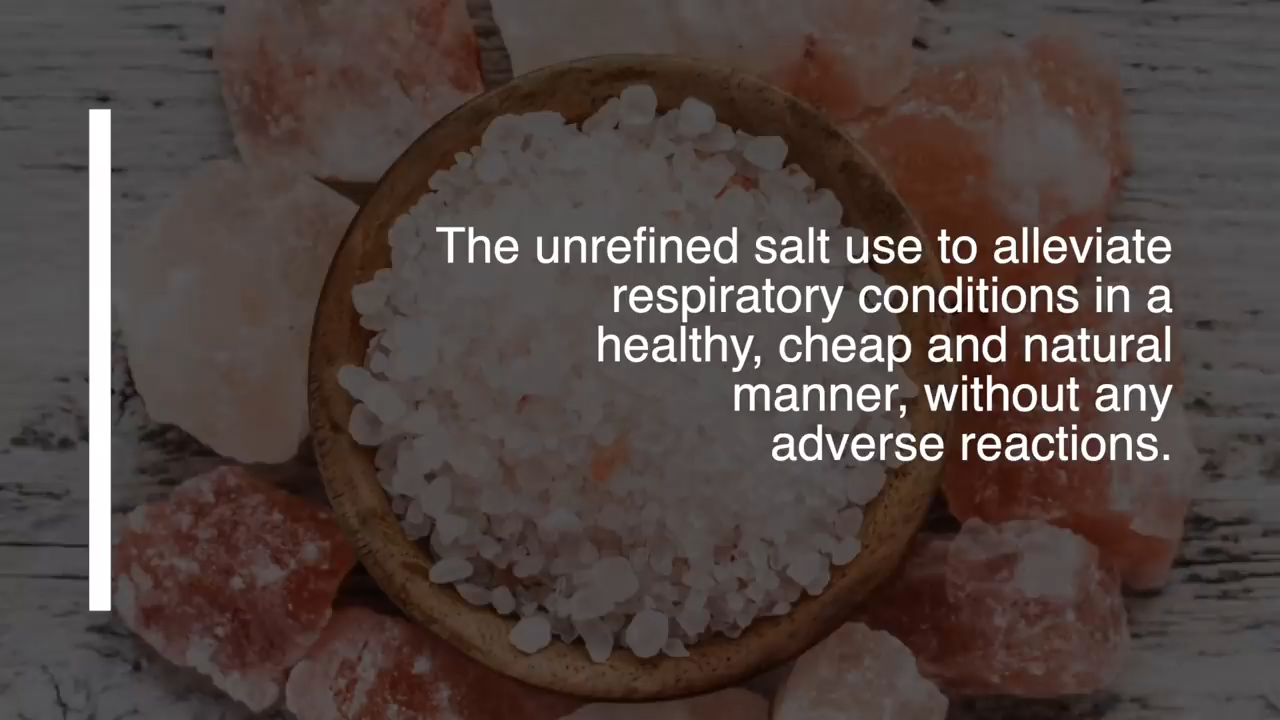 The unrefined salt use to alleviate
respiratory conditions in a
healthy, cheap and natural
manner, without any
adverse reactions.